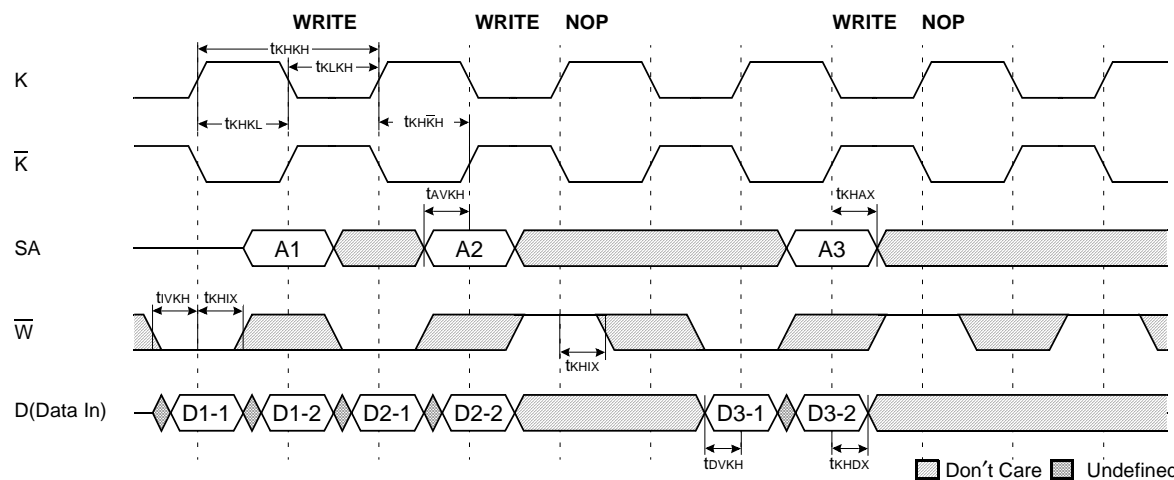 WRITE WRITE NOP WRITE NOP
tKHKH
tKLKH
K
tKHKL tKHK̅H
K̅
tAVKH tKHAX
SA A1 A2 A3
tIVKH tKHIX
W̅
tKHIX
D(Data In) D1-1 D1-2 D2-1 D2-2 D3-1 D3-2
tDVKH tKHDX
Don′t Care Undefined